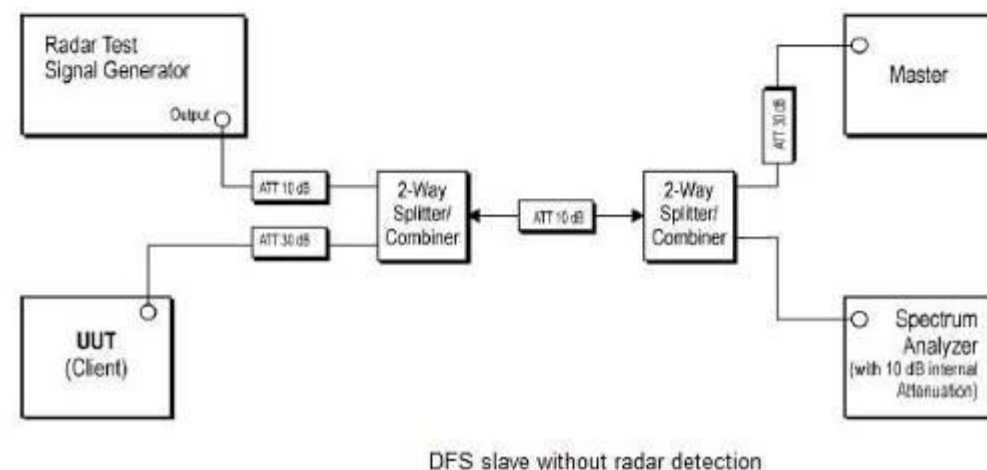 Radar Test
Signal Generator
Output
Master
ATT 30 dB
ATT 10 dB
2-Way
Splitter/
Combiner
ATT 10 dB
2-Way
Splitter/
Combiner
ATT 30 dB
UUT
(Client)
Spectrum
Analyzer
(with 10 dB internal
Attenuation)
DFS slave without radar detection